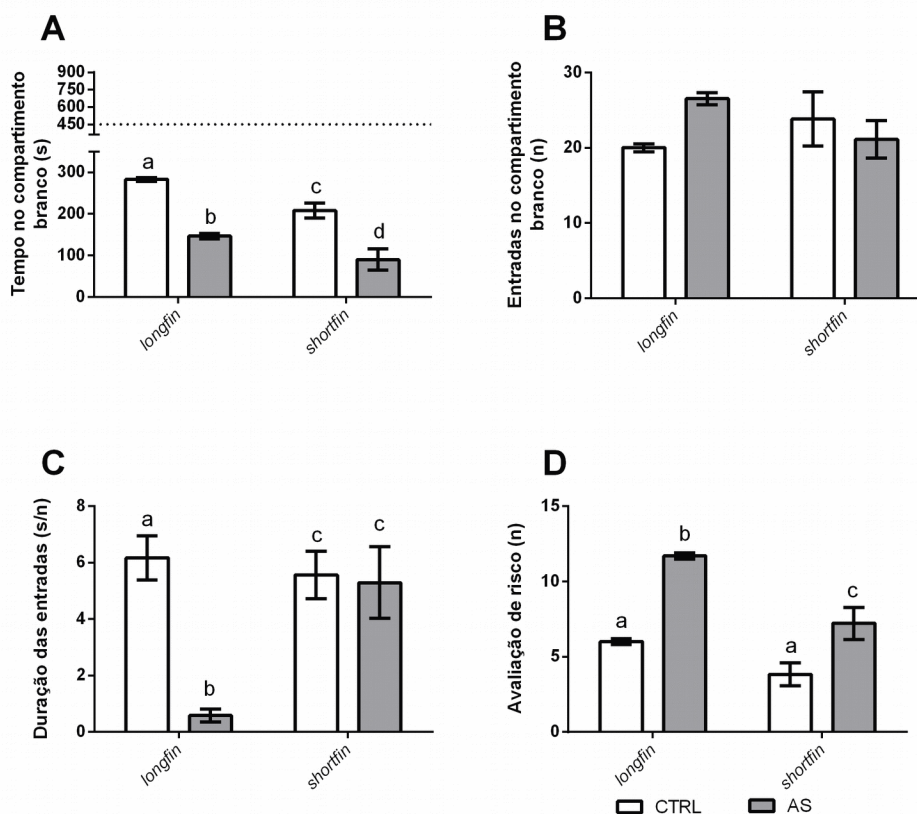 A
Tempo no compartimento
branco (s)
900
750
600
450
300
200
100
0
a
b
c
d
longfin
shortfin
B
Entradas no compartimento
branco (n)
30
20
10
0
longfin
shortfin
C
Duração das entradas (s/n)
8
6
4
2
0
a
b
c
c
longfin
shortfin
D
Avaliação de risco (n)
15
10
5
0
a
b
a
c
longfin
shortfin
CTRL
AS